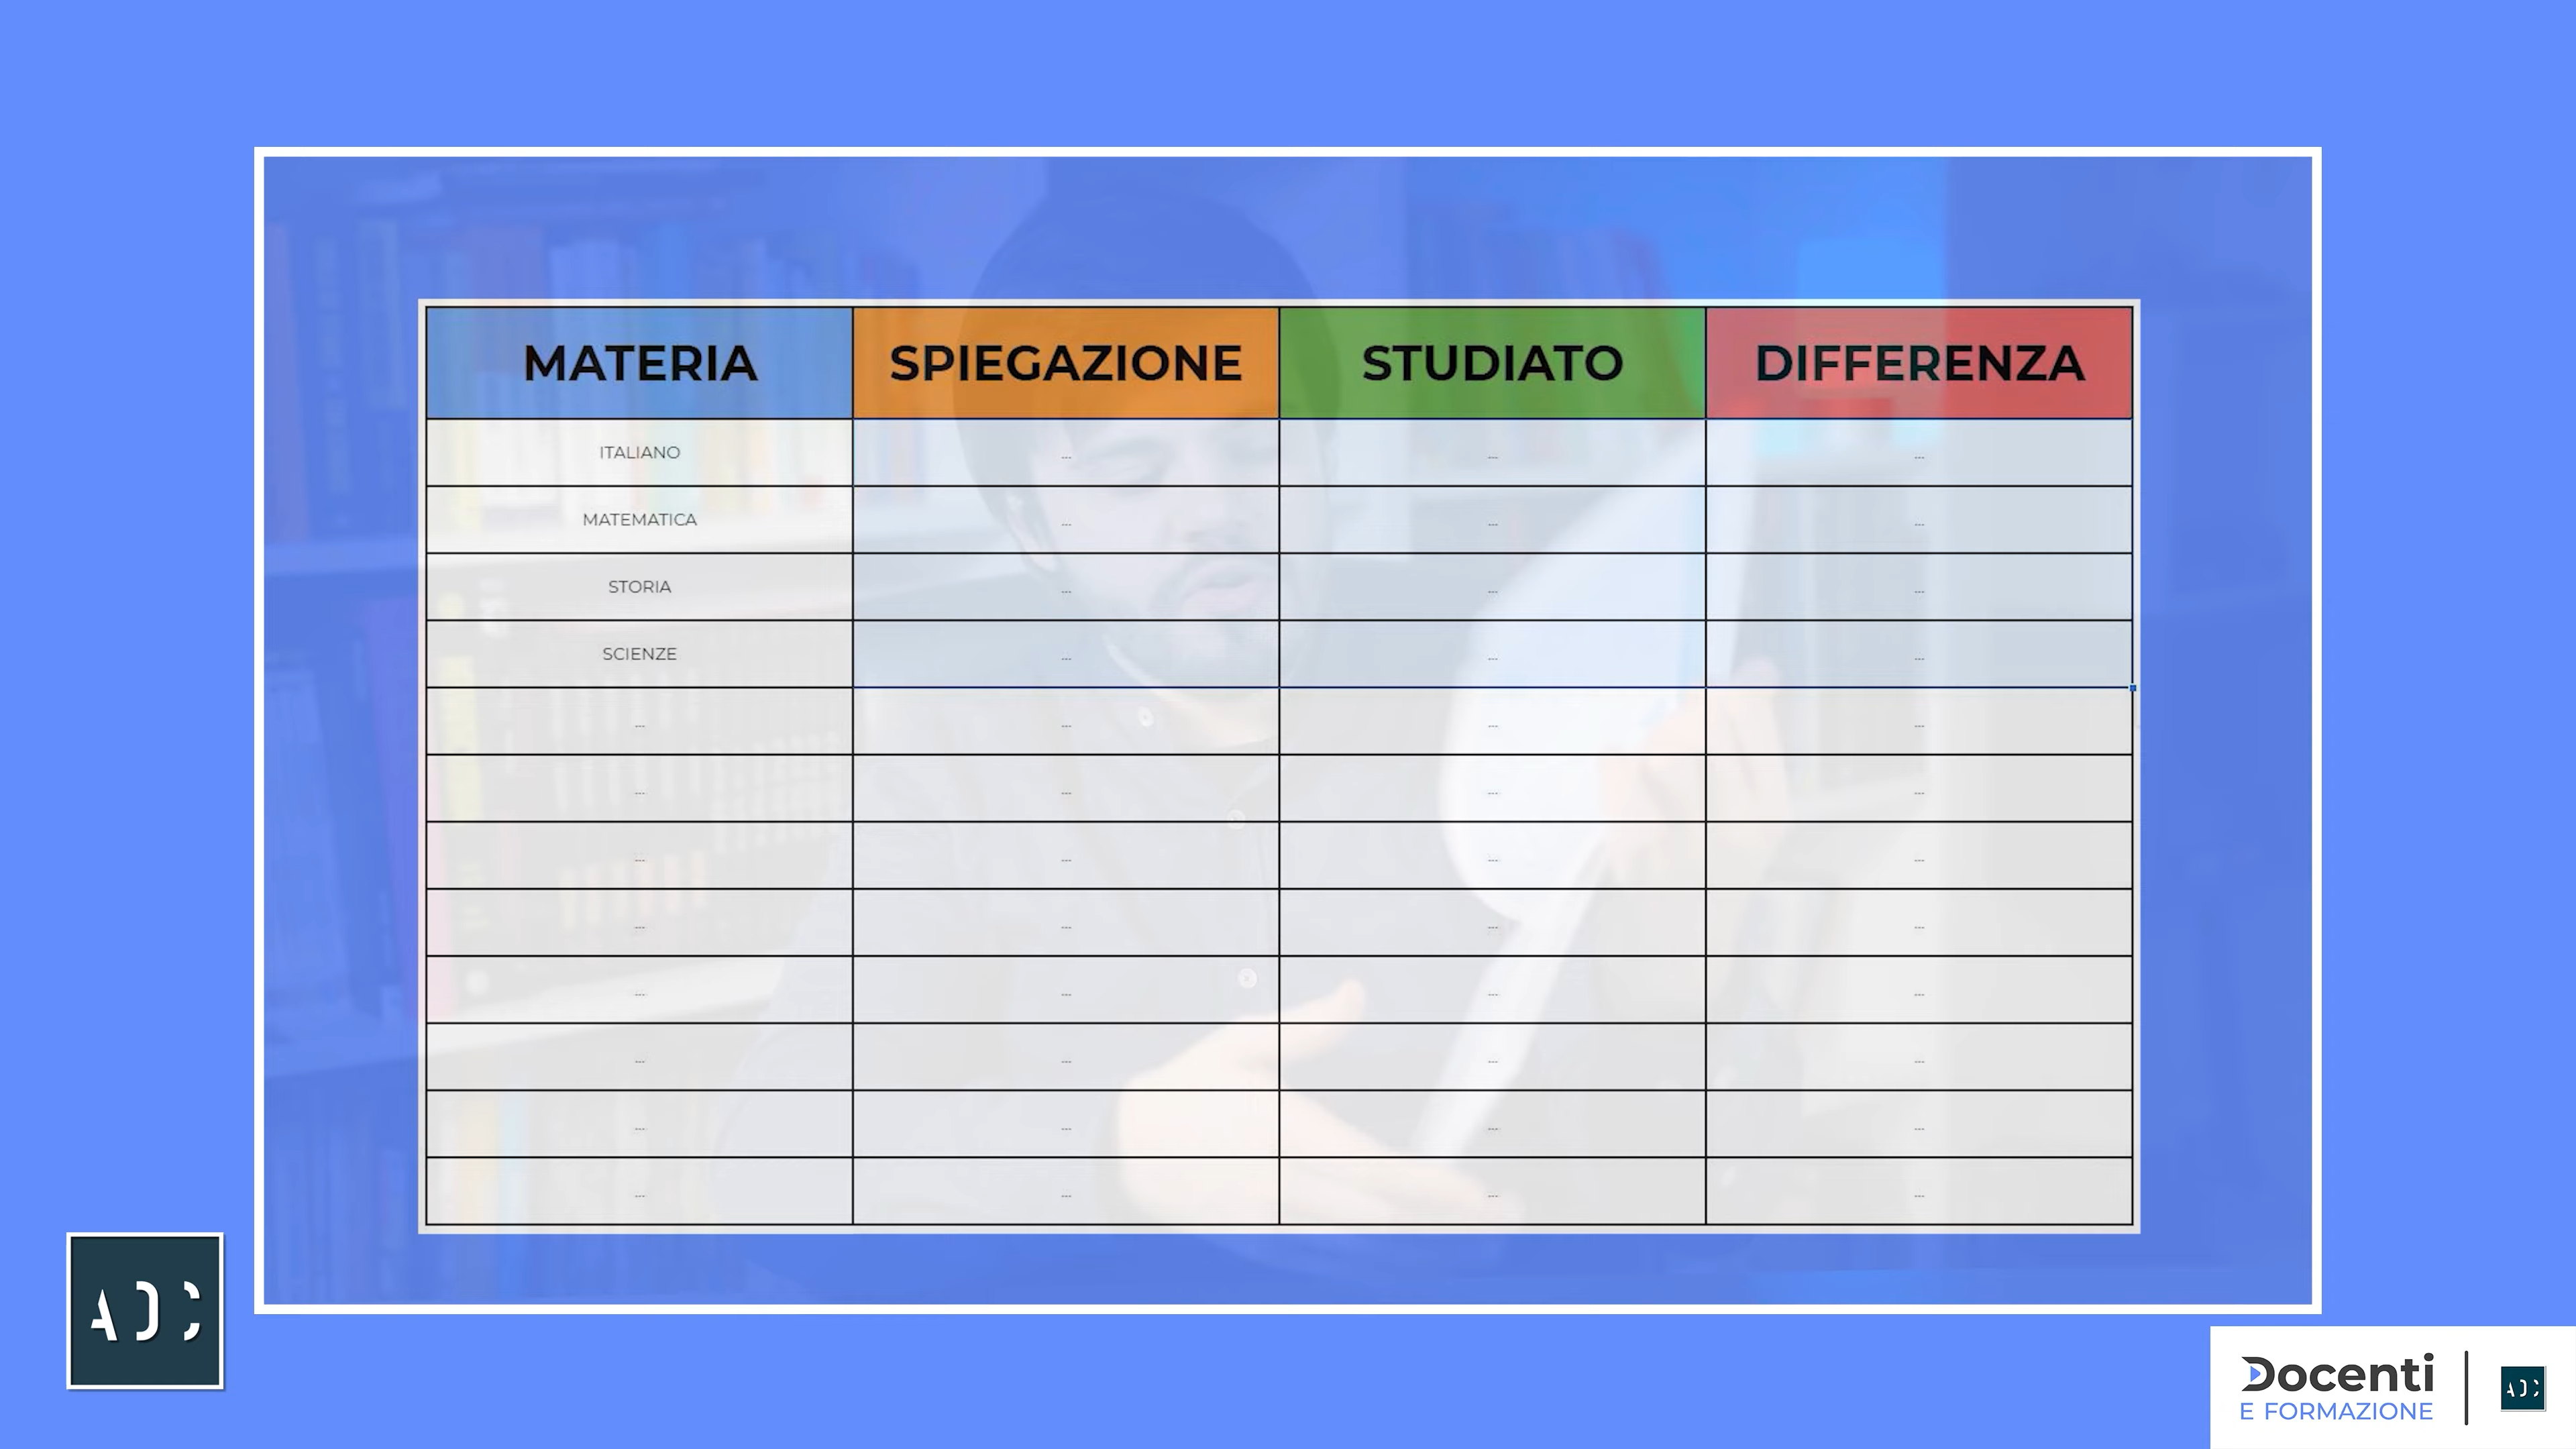 MATERIA SPIEGAZIONE STUDIATO DIFFERENZA
ITALIANO ... ... ...
MATEMATICA ... ... ...
STORIA ... ... ...
SCIENZE ... ... ...
... ... ... ...
... ... ... ...
... ... ... ...
... ... ... ...
... ... ... ...
... ... ... ...
... ... ... ...
... ... ... ...
ADC
Docenti
E FORMAZIONE
ADC